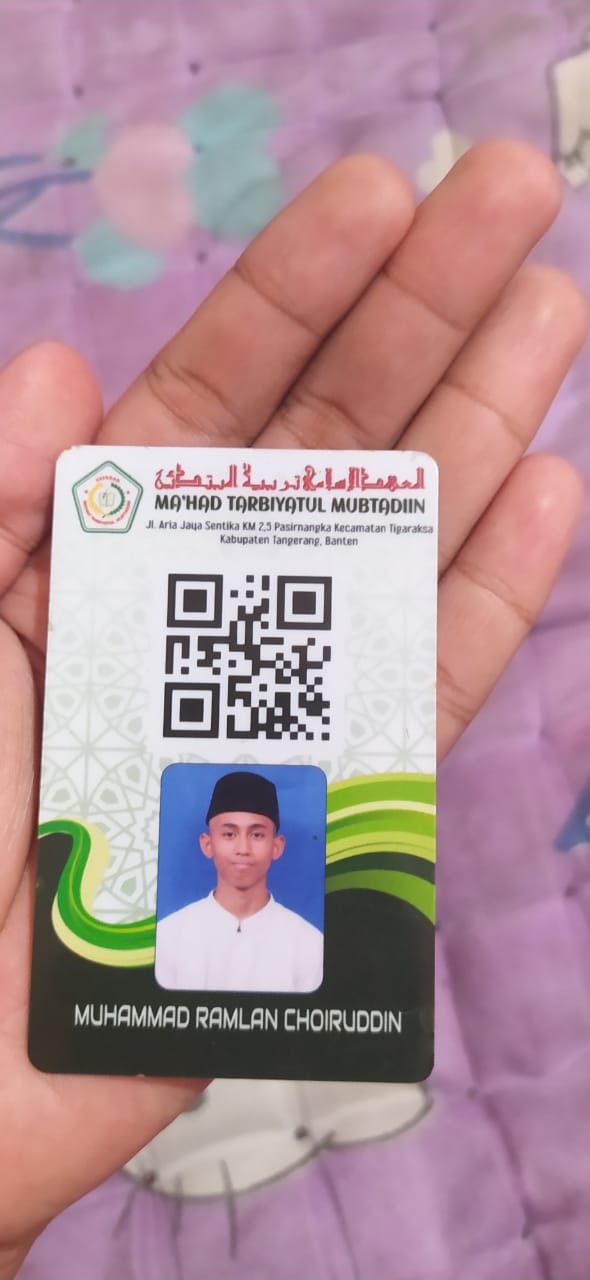 المعهد الإسلامي تربية المبتدئين
MA'HAD TARBIYATUL MUBTADIIN
Jl. Aria Jaya Sentika KM 2,5 Pasirnangka Kecamatan Tigaraksa
Kabupaten Tangerang, Banten
MUHAMMAD RAMLAN CHOIRUDDIN